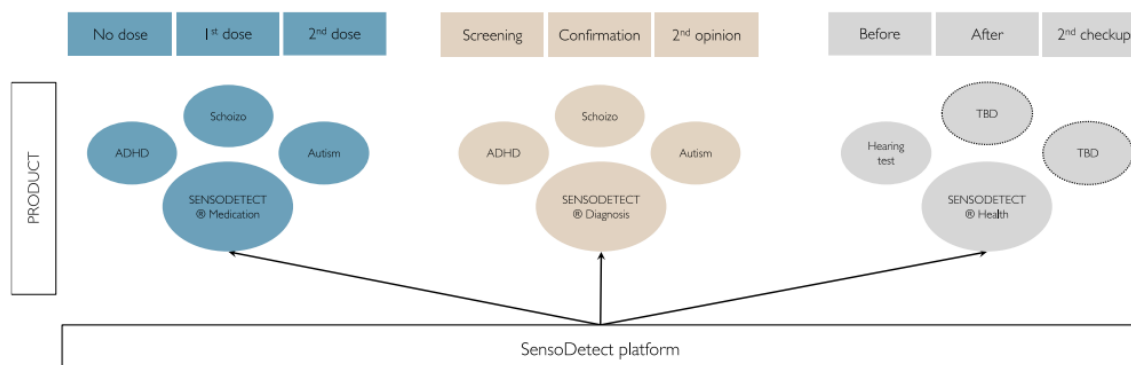 No dose
1st dose
2nd dose
Screening
Confirmation
2nd opinion
Before
After
2nd checkup
PRODUCT
Schoizo
ADHD
Autism
SENSODETECT
® Medication
Schoizo
ADHD
Autism
SENSODETECT
® Diagnosis
TBD
Hearing
test
TBD
SENSODETECT
® Health
SensoDetect platform